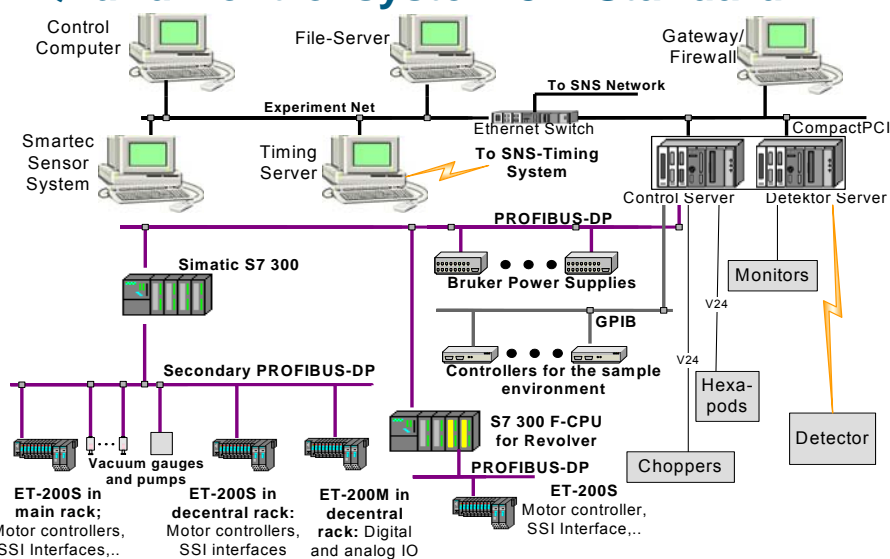 Control
Computer
File-Server
Gateway/
Firewall
To SNS Network
Experiment Net
Ethernet Switch
CompactPCI
Smartec
Sensor
System
Timing
Server
To SNS-Timing
System
Control Server
Detektor Server
PROFIBUS-DP
Simatic S7 300
Bruker Power Supplies
Monitors
V24
GPIB
V24
Controllers for the sample
environment
Secondary PROFIBUS-DP
Hexa-
pods
S7 300 F-CPU
for Revolver
Detector
Choppers
Vacuum gauges
and pumps
PROFIBUS-DP
ET-200S in
main rack;
Motor controllers,
SSI Interfaces,..
ET-200S in
decentral rack:
Motor controllers,
SSI interfaces
ET-200M in
decentral
rack: Digital
and analog IO
ET-200S
Motor controller,
SSI Interface,..